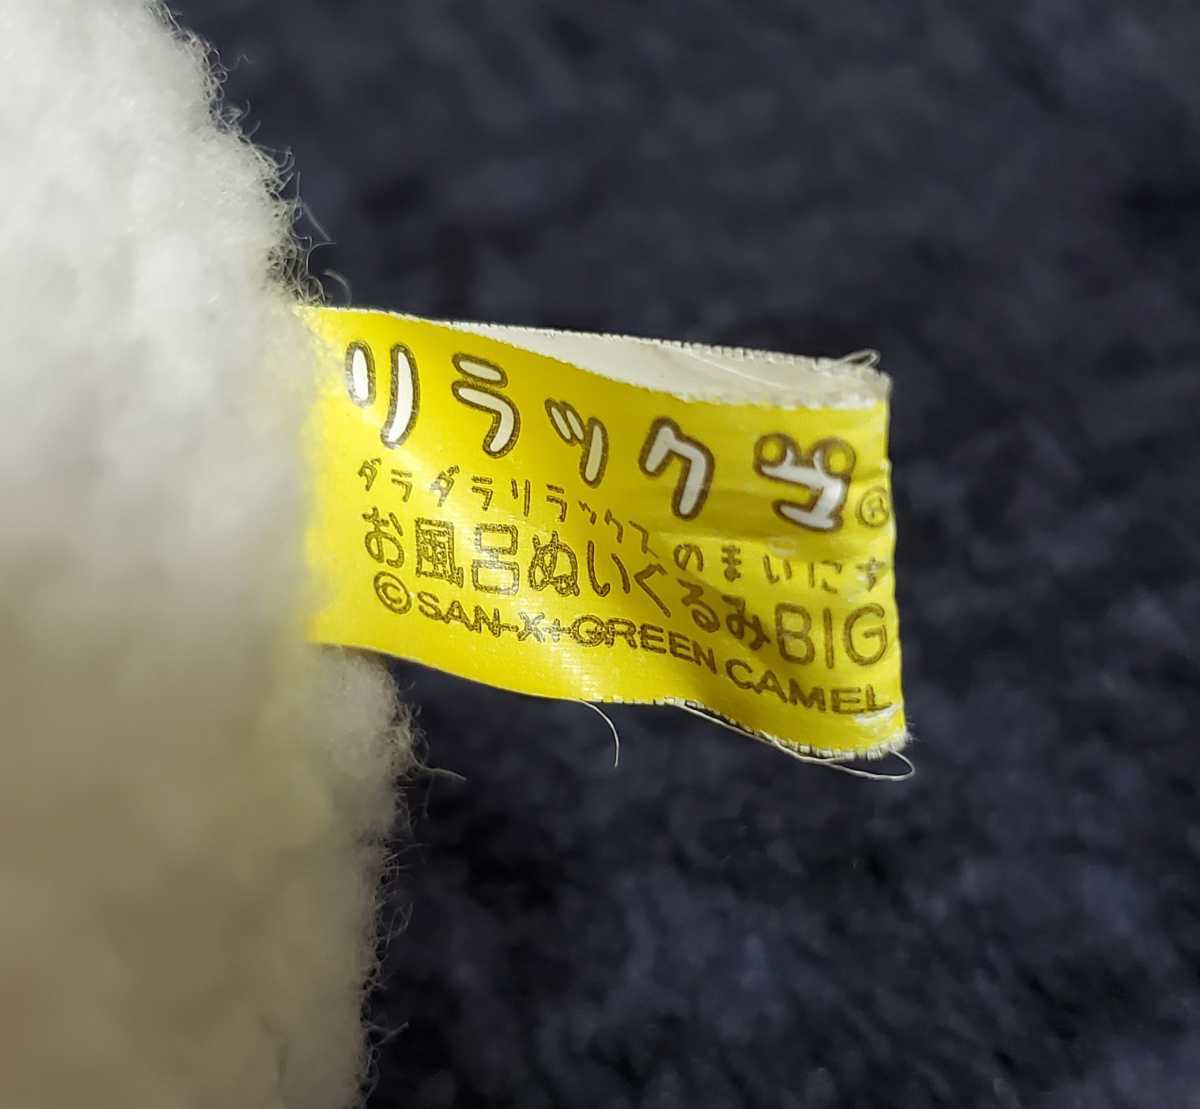 リラックマ®
ダラダラリラックスのまいにす
お風呂ぬいぐるみBIG
©SAN-X+GREEN CAMEL